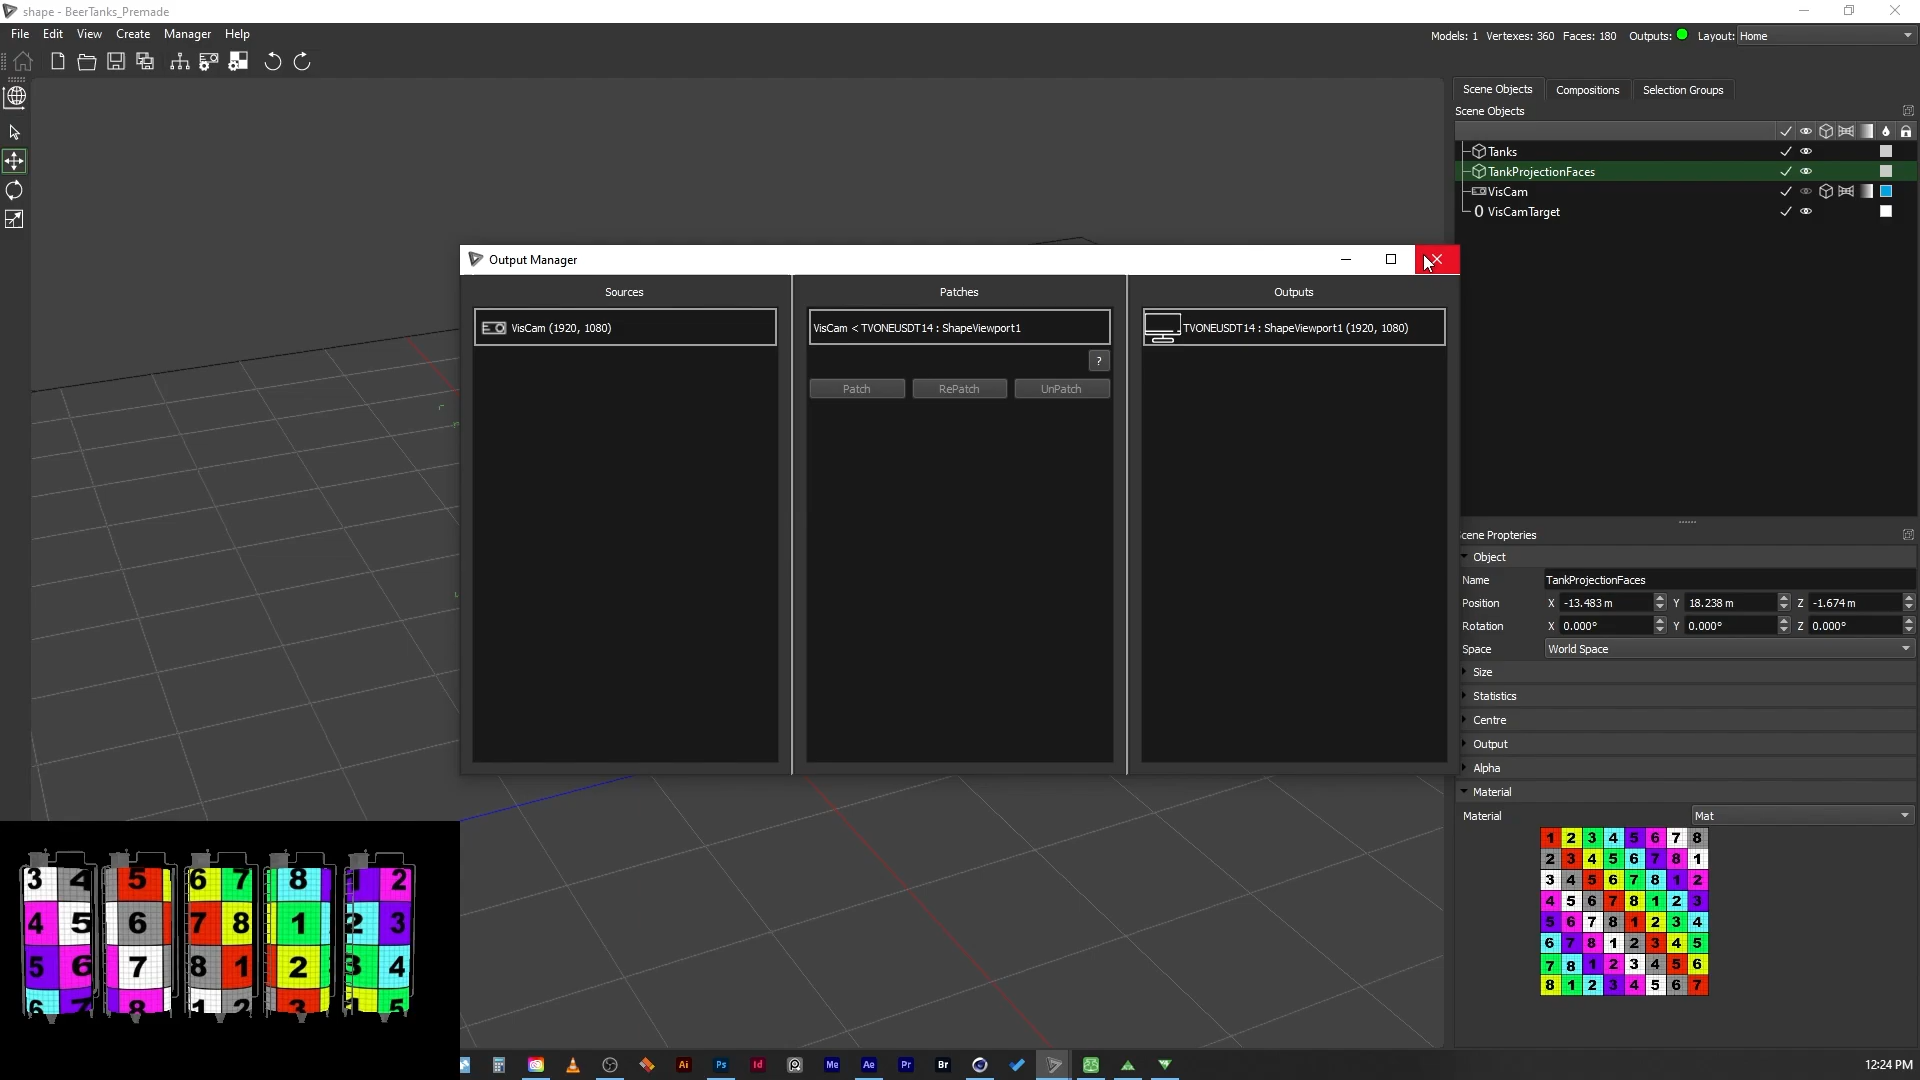 shape - BeerTanks_Premade
File Edit View Create Manager Help
Models: 1 Vertexes: 360 Faces: 180 Outputs: Layout: Home
Scene Objects Compositions Selection Groups
Scene Objects
Tanks
TankProjectionFaces
VisCam
VisCamTarget
Output Manager
Sources
Patches
Outputs
VisCam (1920, 1080)
VisCam < TVONEUSDT14 : ShapeViewport1
TVONEUSDT14 : ShapeViewport1 (1920, 1080)
?
Patch RePatch UnPatch
Scene Propteries
Object
Name TankProjectionFaces
Position X -13.483 m Y 18.238 m Z -1.674 m
Rotation X 0.000° Y 0.000° Z 0.000°
Space World Space
Size
Statistics
Centre
Output
Alpha
Material
Material Mat
1 2 3 4 5 6 7 8
2 3 4 5 6 7 8 1
3 4 5 6 7 8 1 2
4 5 6 7 8 1 2 3
5 6 7 8 1 2 3 4
6 7 8 1 2 3 4 5
7 8 1 2 3 4 5 6
8 1 2 3 4 5 6 7
3 4 5 6 7 8 1 2
4 5 6 7 8 1 2 3
5 6 7 8 1 2 3 4
6 7 8 1 2 3 5
Ai Ps Id Me Ae Pr Br
12:24 PM